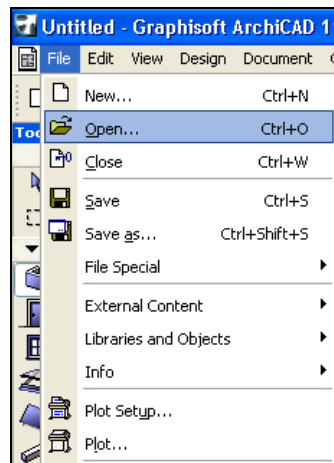 Untitled - Graphisoft ArchiCAD 1
File Edit View Design Document
New... Ctrl+N
Too
Open... Ctrl+O
Close Ctrl+W
Save Ctrl+S
Save as... Ctrl+Shift+S
File Special
External Content
Libraries and Objects
Info
Plot Setup...
Plot...